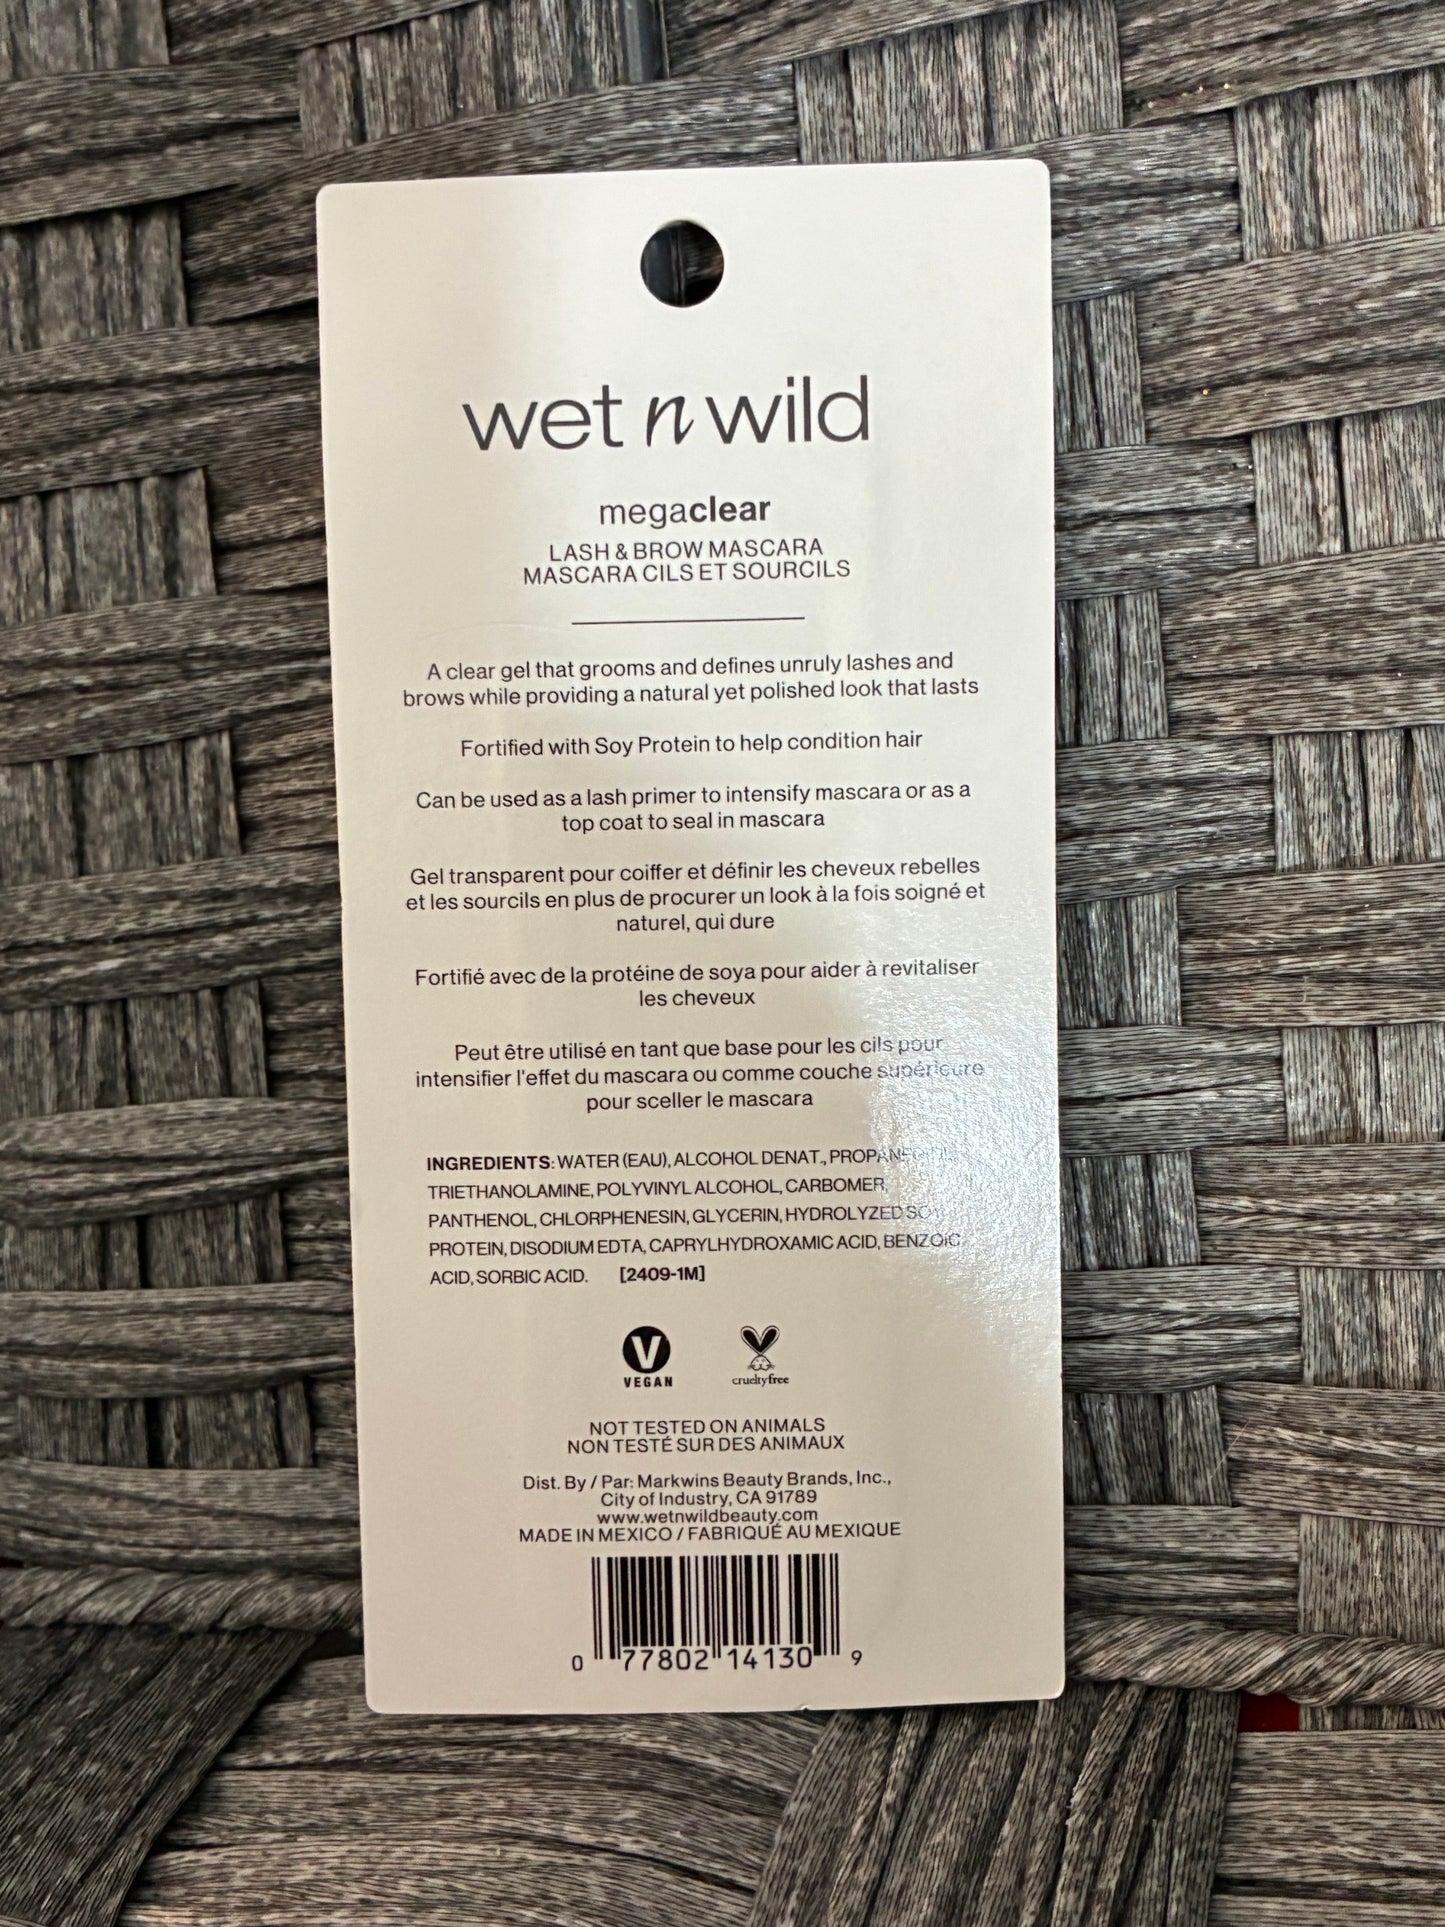 wet n wild
megaclear
LASH & BROW MASCARA
MASCARA CILS ET SOURCILS
A clear gel that grooms and defines unruly lashes and
brows while providing a natural yet polished look that lasts
Fortified with Soy Protein to help condition hair
Can be used as a lash primer to intensify mascara or as a
top coat to seal in mascara
Gel transparent pour coiffer et définir les cheveux rebelles
et les sourcils en plus de procurer un look à la fois soigné et
naturel, qui dure
Fortifié avec de la protéine de soya pour aider à revitaliser
les cheveux
Peut être utilisé en tant que base pour les cils pour
intensifier l'effet du mascara ou comme couche supérieure
pour sceller le mascara
INGREDIENTS: WATER (EAU), ALCOHOL DENAT.,
TRIETHANOLAMINE, POLYVINYL ALCOHOL, CARBOMER,
PANTHENOL, CHLORPHENESIN, GLYCERIN, HYDROLYZED
PROTEIN, DISODIUM EDTA, CAPRYLHYDROXAMIC ACID, BENZOIC
ACID, SORBIC ACID. [2409-1M]
V
VEGAN
crueltyfree
NOT TESTED ON ANIMALS
NON TESTÉ SUR DES ANIMAUX
Dist. By / Par: Markwins Beauty Brands, Inc.,
City of Industry, CA 91789
www.wetnwildbeauty.com
MADE IN MEXICO / FABRIQUÉ AU MEXIQUE
0 77802 14130 9